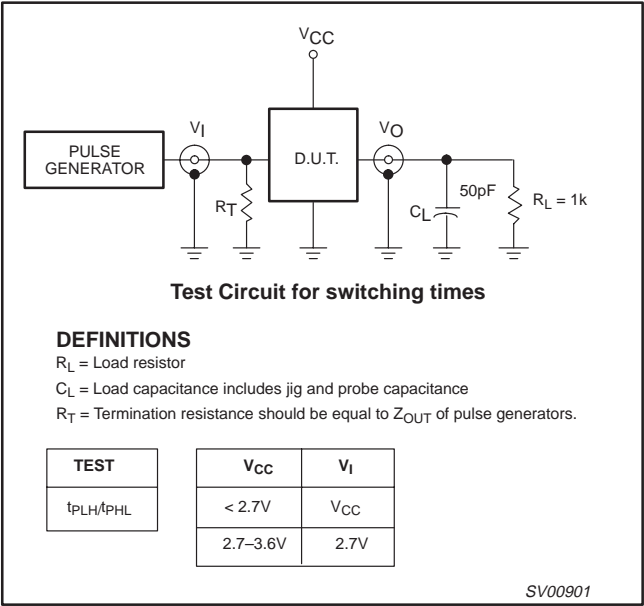 VCC
PULSE
GENERATOR
VI
D.U.T.
VO
RT
CL
50pF
RL = 1k
Test Circuit for switching times
DEFINITIONS
RL = Load resistor
CL = Load capacitance includes jig and probe capacitance
RT = Termination resistance should be equal to ZOUT of pulse generators.
TEST
tPLH/tPHL
VCC VI
< 2.7V VCC
2.7–3.6V 2.7V
SV00901